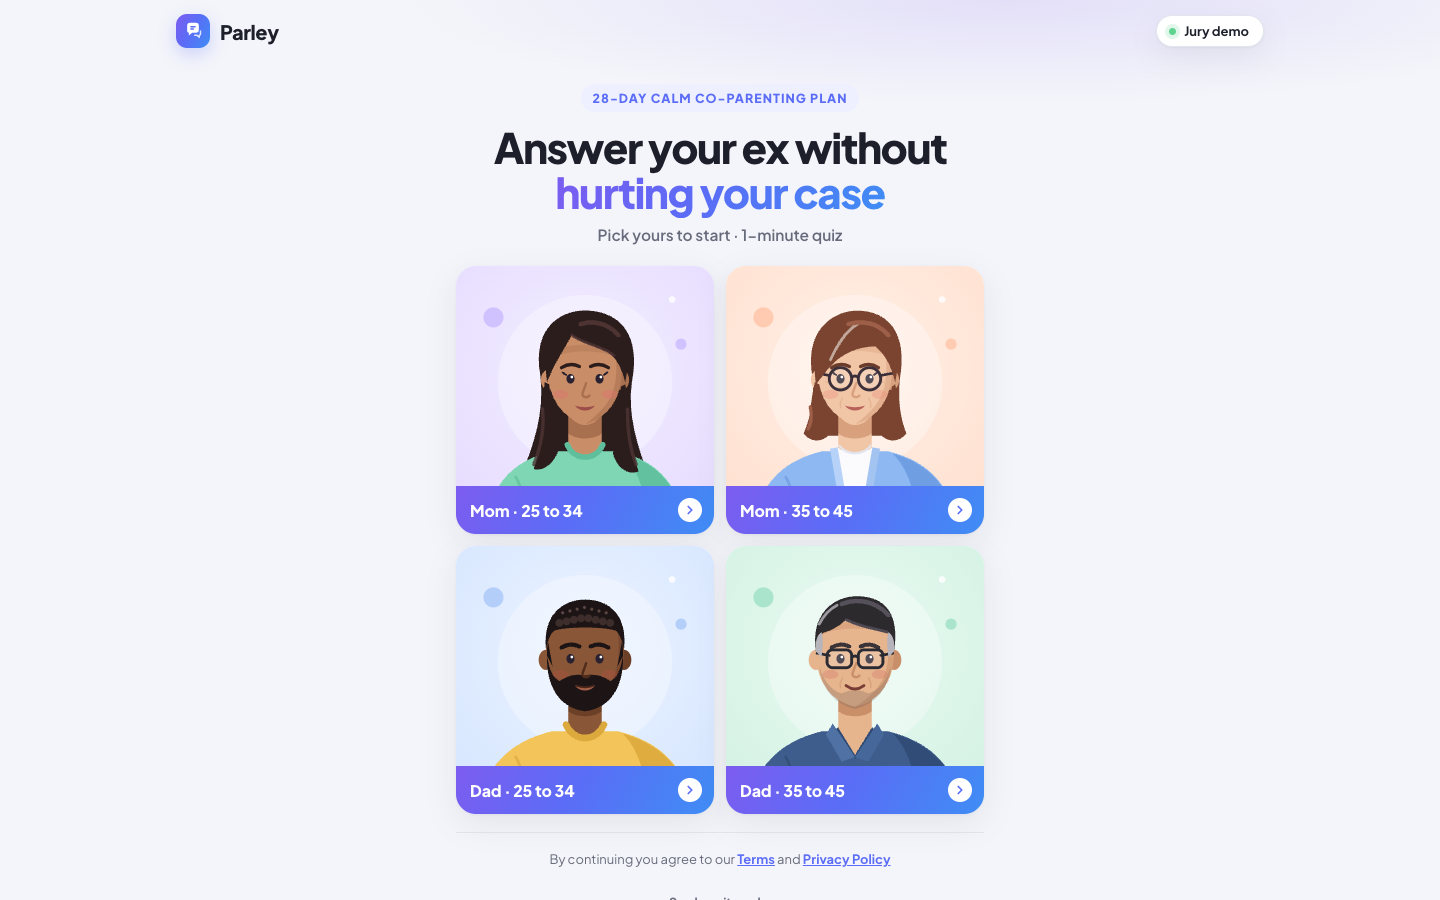 Parley
Jury demo
28-DAY CALM CO-PARENTING PLAN
Answer your ex without
hurting your case
Pick yours to start · 1-minute quiz
Mom · 25 to 34
Mom · 35 to 45
Dad · 25 to 34
Dad · 35 to 45
By continuing you agree to our Terms and Privacy Policy